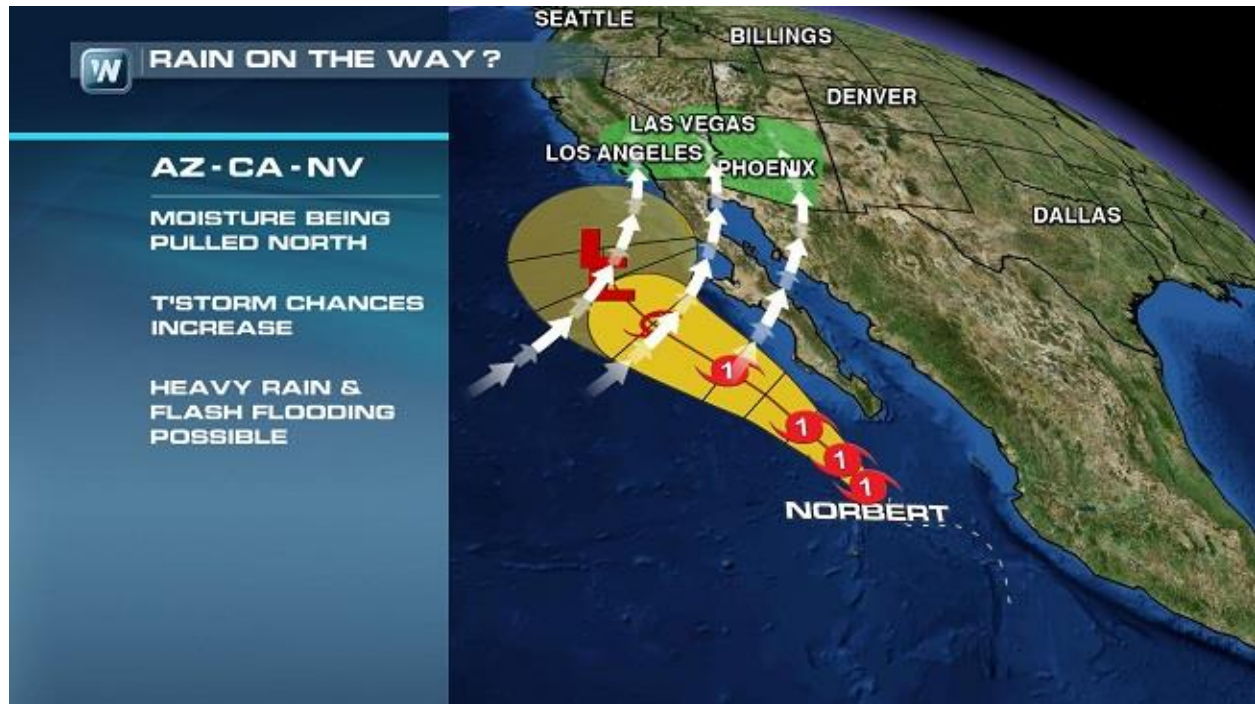 W
RAIN ON THE WAY?
AZ-CA-NV
MOISTURE BEING
PULLED NORTH
T'STORM CHANCES
INCREASE
HEAVY RAIN &
FLASH FLOODING
POSSIBLE
SEATTLE
BILLINGS
DENVER
LAS VEGAS
LOS ANGELES
PHOENIX
DALLAS
L
L
1
1
1
1
NORBERT